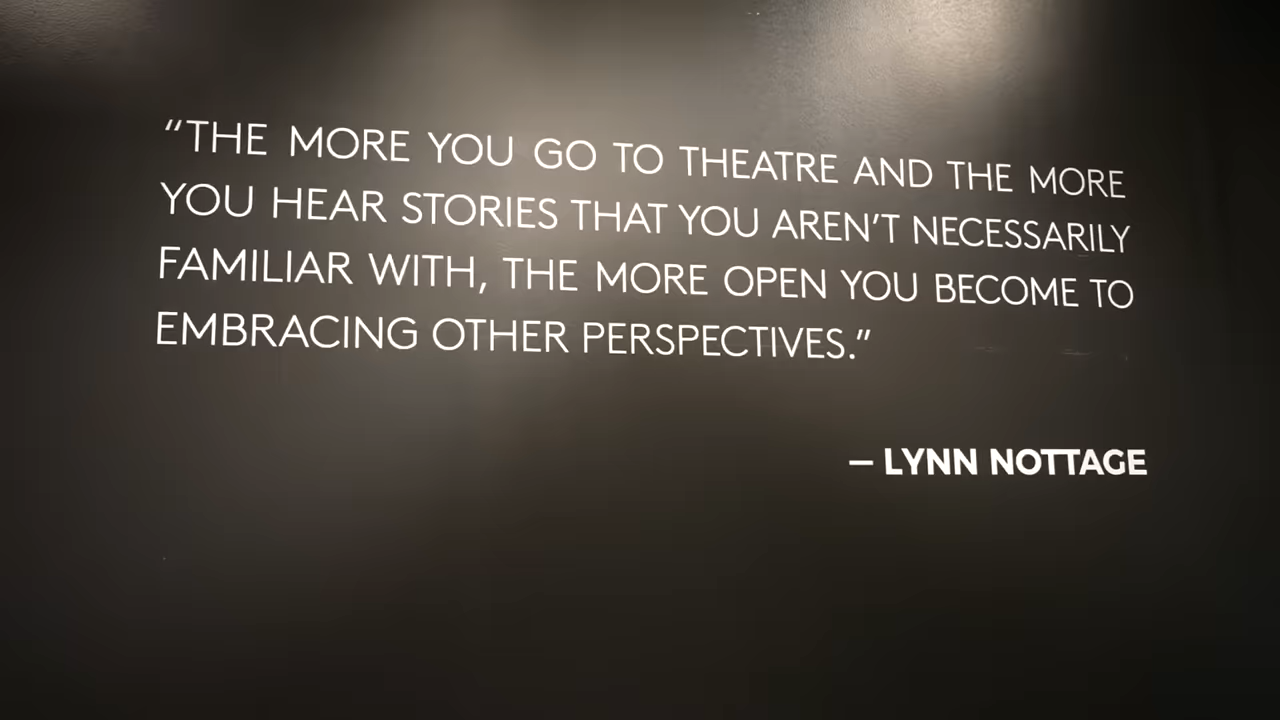 “THE MORE YOU GO TO THEATRE AND THE MORE
YOU HEAR STORIES THAT YOU AREN’T NECESSARILY
FAMILIAR WITH, THE MORE OPEN YOU BECOME TO
EMBRACING OTHER PERSPECTIVES.”
– LYNN NOTTAGE